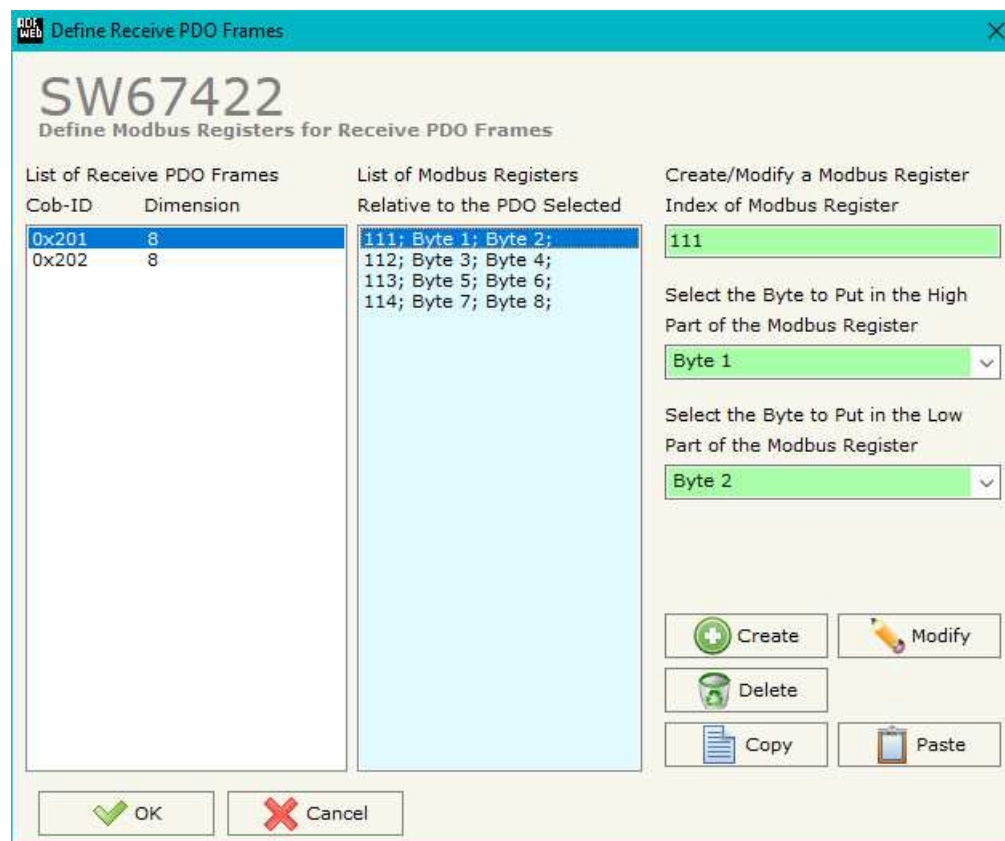 ADF
WEB
Define Receive PDO Frames
SW67422
Define Modbus Registers for Receive PDO Frames
List of Receive PDO Frames
Cob-ID Dimension
0x201 8
0x202 8
List of Modbus Registers
Relative to the PDO Selected
111; Byte 1; Byte 2;
112; Byte 3; Byte 4;
113; Byte 5; Byte 6;
114; Byte 7; Byte 8;
Create/Modify a Modbus Register
Index of Modbus Register
111
Select the Byte to Put in the High
Part of the Modbus Register
Byte 1
Select the Byte to Put in the Low
Part of the Modbus Register
Byte 2
Create
Modify
Delete
Copy
Paste
OK
Cancel